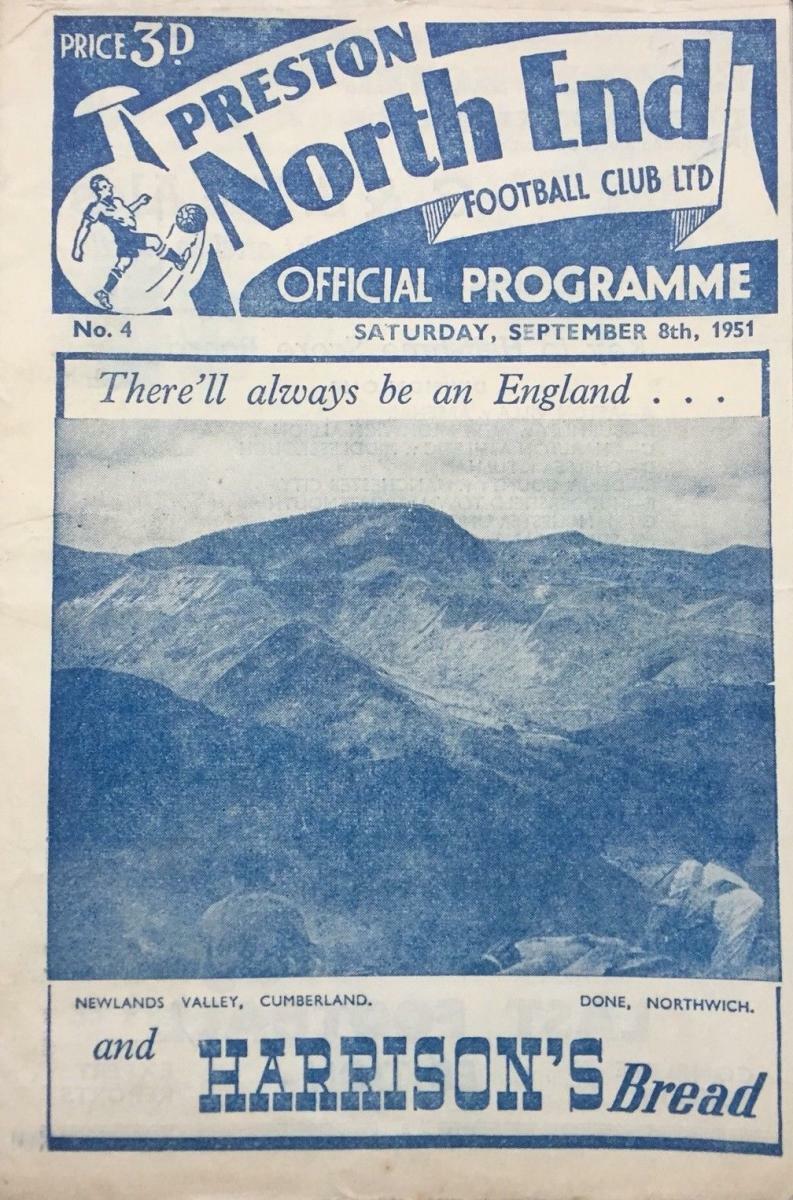 PRICE 3D
PRESTON
North End
FOOTBALL CLUB LTD
OFFICIAL PROGRAMME
No. 4 SATURDAY, SEPTEMBER 8th, 1951
There'll always be an England . . .
NEWLANDS VALLEY, CUMBERLAND. DONE, NORTHWICH.
and HARRISON'S Bread